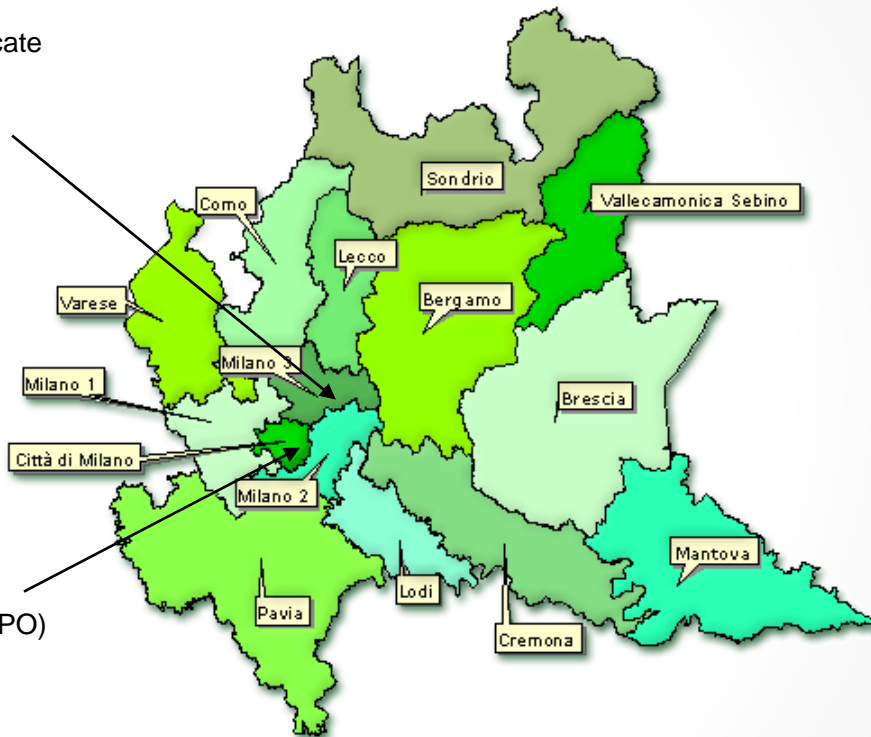 Sondrio
Vallecamonica Sebino
Como
Lecco
Bergamo
Varese
Milano 3
Milano 1
Brescia
Città di Milano
Milano 2
Mantova
Lodi
Pavia
PO)
Cremona